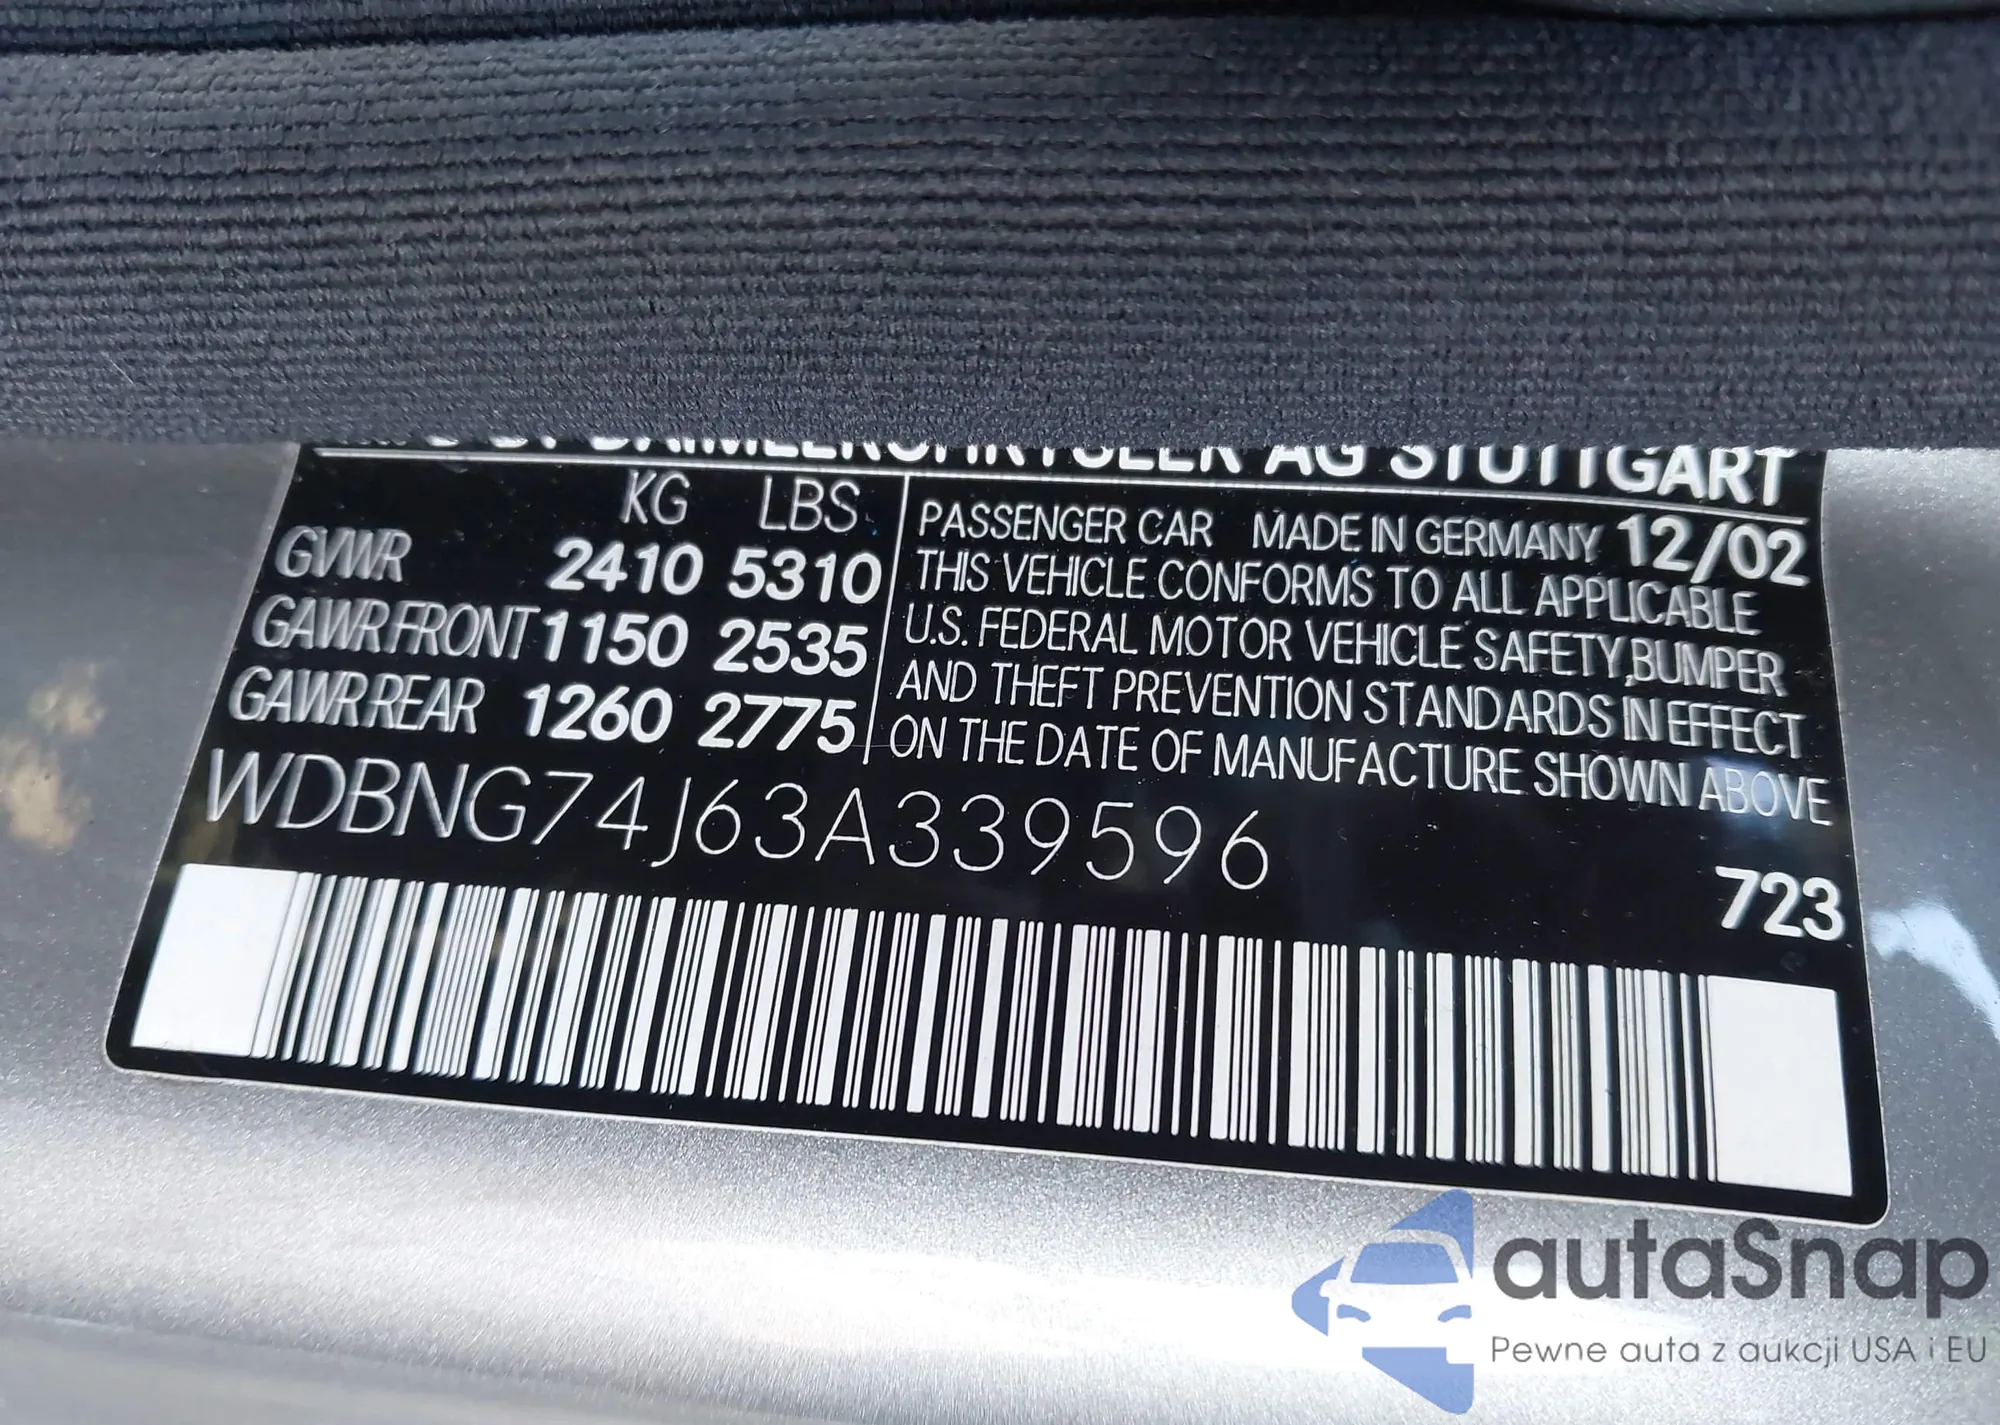 DAIMLERCHRYSLER AG STUTTGART
KG LBS
GVWR 2410 5310
GAWR FRONT 1150 2535
GAWR REAR 1260 2775
PASSENGER CAR MADE IN GERMANY 12/02
THIS VEHICLE CONFORMS TO ALL APPLICABLE
U.S. FEDERAL MOTOR VEHICLE SAFETY, BUMPER
AND THEFT PREVENTION STANDARDS IN EFFECT
ON THE DATE OF MANUFACTURE SHOWN ABOVE
WDBNG74J63A339596
723
autaSnap
Pewne auta z aukcji USA i EU